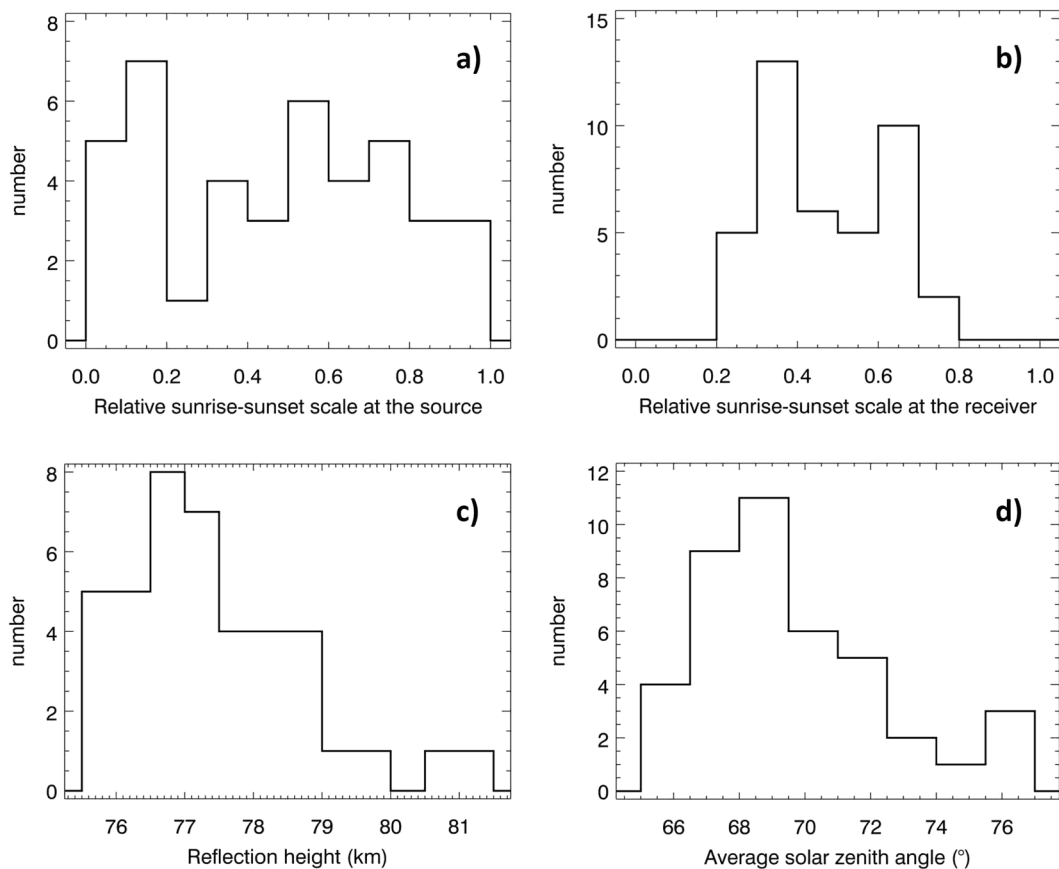 a)
number
8
6
4
2
0
0.0 0.2 0.4 0.6 0.8 1.0
Relative sunrise-sunset scale at the source
b)
number
15
10
5
0
0.0 0.2 0.4 0.6 0.8 1.0
Relative sunrise-sunset scale at the receiver
c)
number
8
6
4
2
0
76 77 78 79 80 81
Reflection height (km)
d)
number
12
10
8
6
4
2
0
66 68 70 72 74 76
Average solar zenith angle (°)